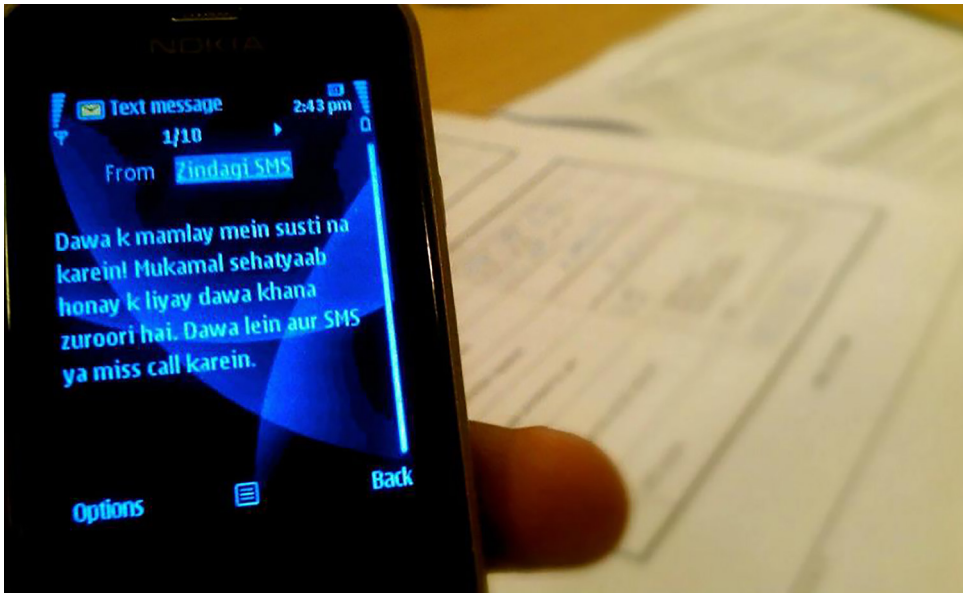 NOKIA
Text message 2:43 pm
1/10
From Zindagi SMS
Dawa k mamlay mein susti na
karein! Mukamal sehatyaab
honay k liyay dawa khana
zuroori hai. Dawa lein aur SMS
ya miss call karein.
Options Back